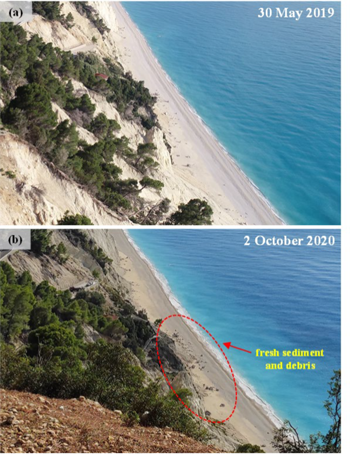 (a)
30 May 2019
(b)
2 October 2020
fresh sediment
and debris